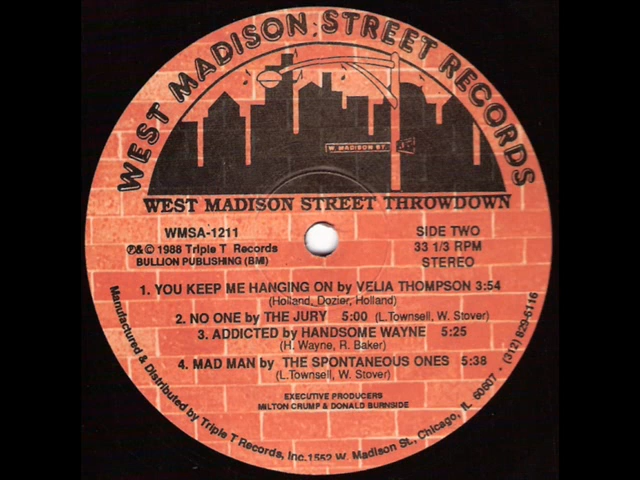 WEST MADISON STREET RECORDS
W. MADISON ST.
WEST MADISON STREET THROWDOWN
WMSA-1211
℗&© 1988 Triple T Records
BULLION PUBLISHING (BMI)
SIDE TWO
33 1/3 RPM
STEREO
1. YOU KEEP ME HANGING ON by VELIA THOMPSON 3:54
(Holland, Dozier, Holland)
2. NO ONE by THE JURY 5:00 (L.Townsell, W. Stover)
3. ADDICTED by HANDSOME WAYNE 5:25
(H. Wayne, R. Baker)
4. MAD MAN by THE SPONTANEOUS ONES 5:38
(L.Townsell, W. Stover)
EXECUTIVE PRODUCERS
MILTON CRUMP & DONALD BURNSIDE
Manufactured & Distributed by Triple T Records, Inc. 1552 W. Madison St., Chicago, IL 60607 - (312) 829-5116